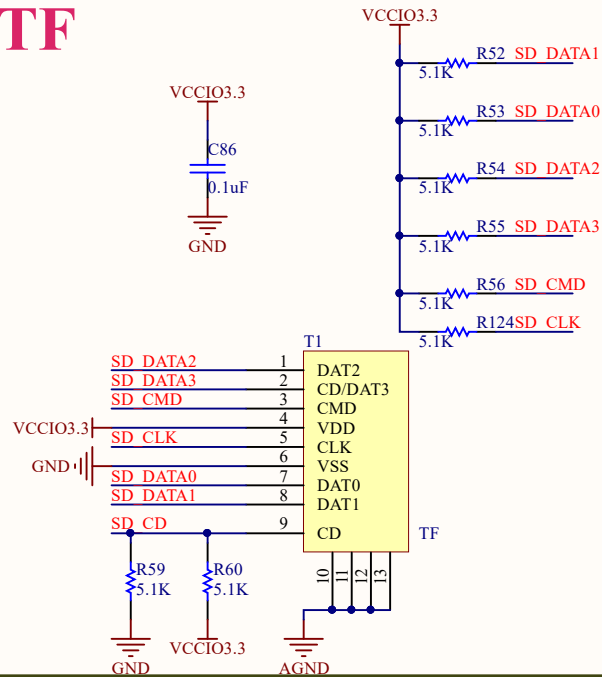 TF
VCCIO3.3
R52 SD_DATA1
5.1K
R53 SD_DATA0
5.1K
R54 SD_DATA2
5.1K
R55 SD_DATA3
5.1K
R56 SD_CMD
5.1K
R124 SD_CLK
5.1K
VCCIO3.3
C86
0.1uF
GND
T1
SD_DATA2 1 DAT2
SD_DATA3 2 CD/DAT3
SD_CMD 3 CMD
VCCIO3.3 4 VDD
SD_CLK 5 CLK
GND 6 VSS
SD_DATA0 7 DAT0
SD_DATA1 8 DAT1
SD_CD 9 CD TF
10 11 12 13
R59
5.1K
GND
R60
5.1K
VCCIO3.3
AGND